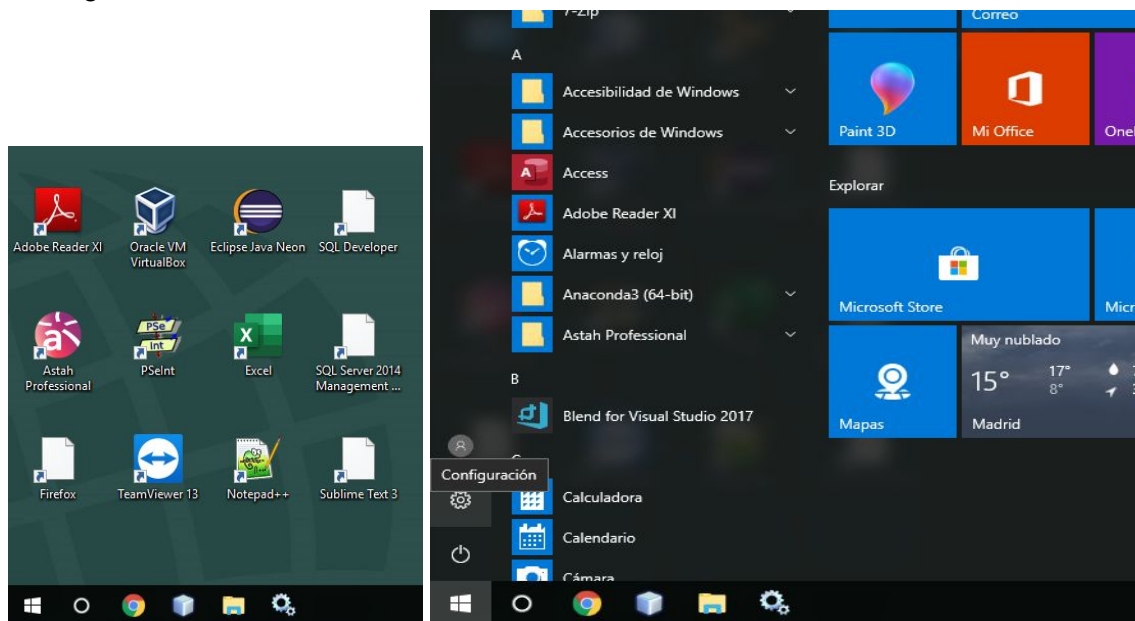 Adobe Reader XI
Oracle VM
VirtualBox
Eclipse Java Neon
SQL Developer
Astah
Professional
PSe
Int
PSeInt
Excel
SQL Server 2014
Management ...
Firefox
TeamViewer 13
Notepad++
Sublime Text 3
7-Zip
A
Accesibilidad de Windows
Accesorios de Windows
Access
Adobe Reader XI
Alarmas y reloj
Anaconda3 (64-bit)
Astah Professional
B
Blend for Visual Studio 2017
Configuración
Calculadora
Calendario
Cámara
Correo
Paint 3D
Mi Office
Explorar
Microsoft Store
Mapas
Muy nublado
15°
17°
8°
Madrid